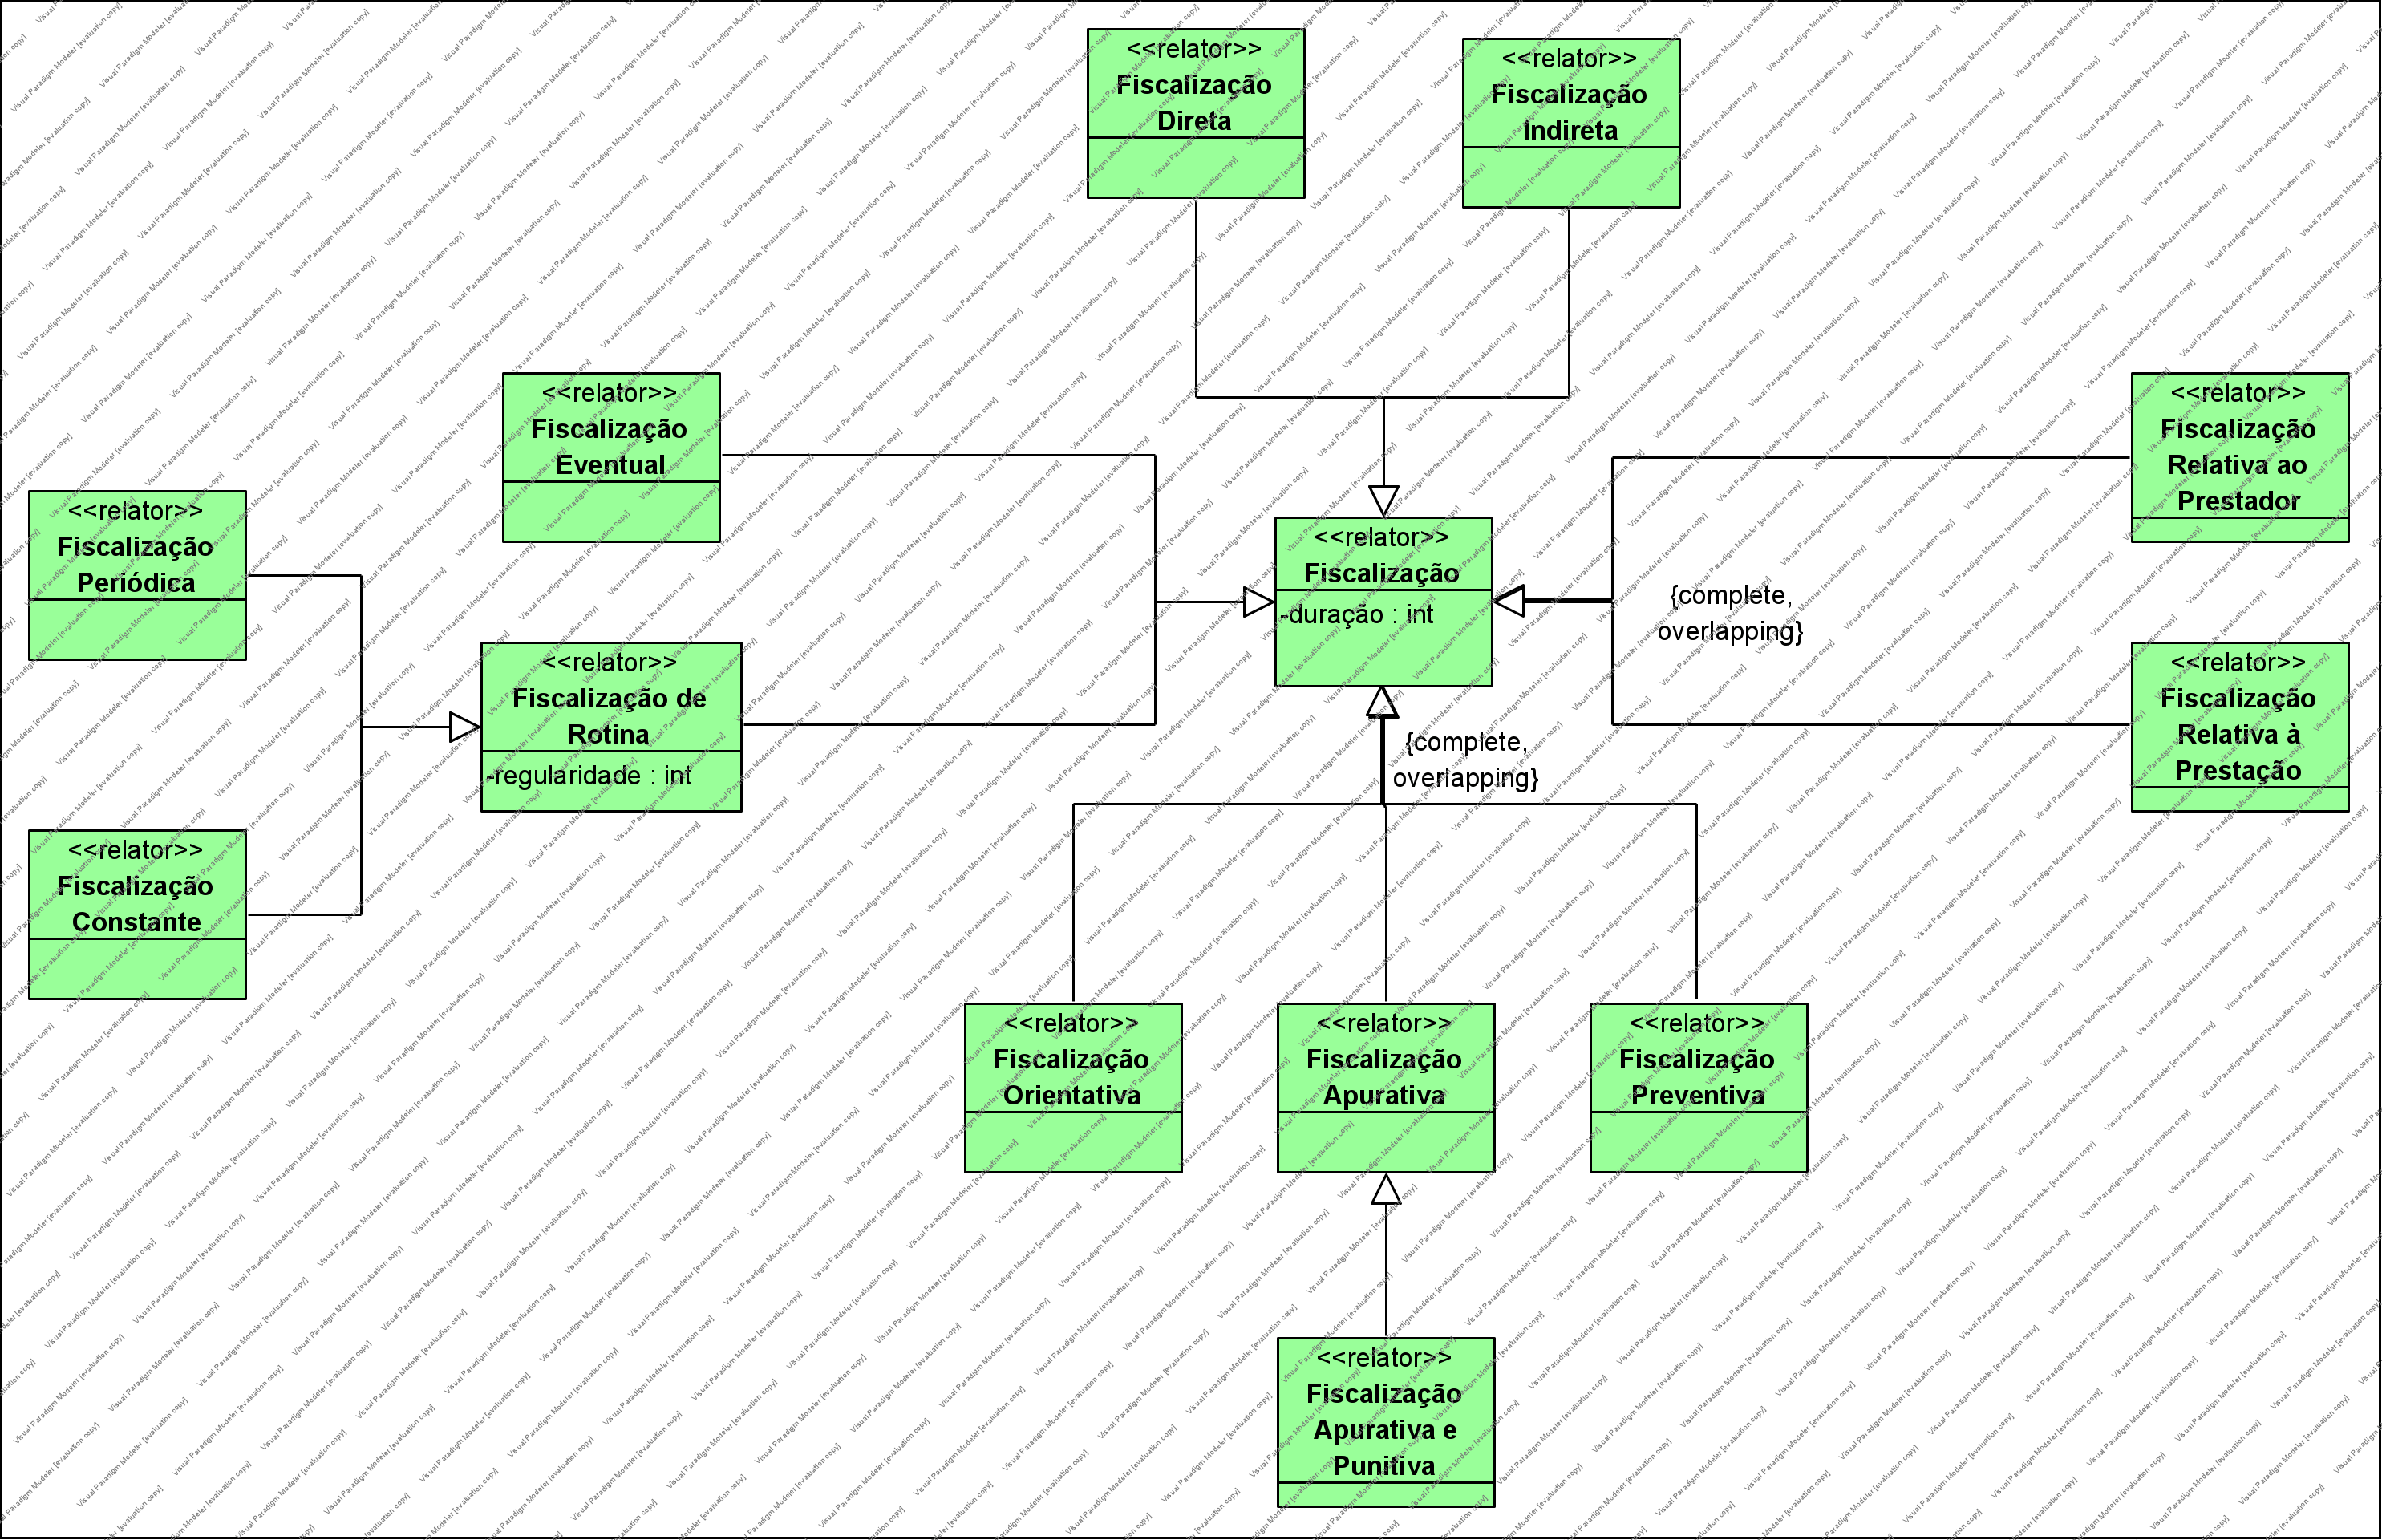 <<relator>>
Fiscalização
Direta
<<relator>>
Fiscalização
Indireta
<<relator>>
Fiscalização
Eventual
<<relator>>
Fiscalização
Relativa ao
Prestador
<<relator>>
Fiscalização
Periódica
<<relator>>
Fiscalização
-duração : int
{complete,
overlapping}
<<relator>>
Fiscalização de
Rotina
-regularidade : int
<<relator>>
Fiscalização
Relativa à
Prestação
{complete,
overlapping}
<<relator>>
Fiscalização
Constante
<<relator>>
Fiscalização
Orientativa
<<relator>>
Fiscalização
Apurativa
<<relator>>
Fiscalização
Preventiva
<<relator>>
Fiscalização
Apurativa e
Punitiva
Visual Paradigm Modeler [evaluation copy]